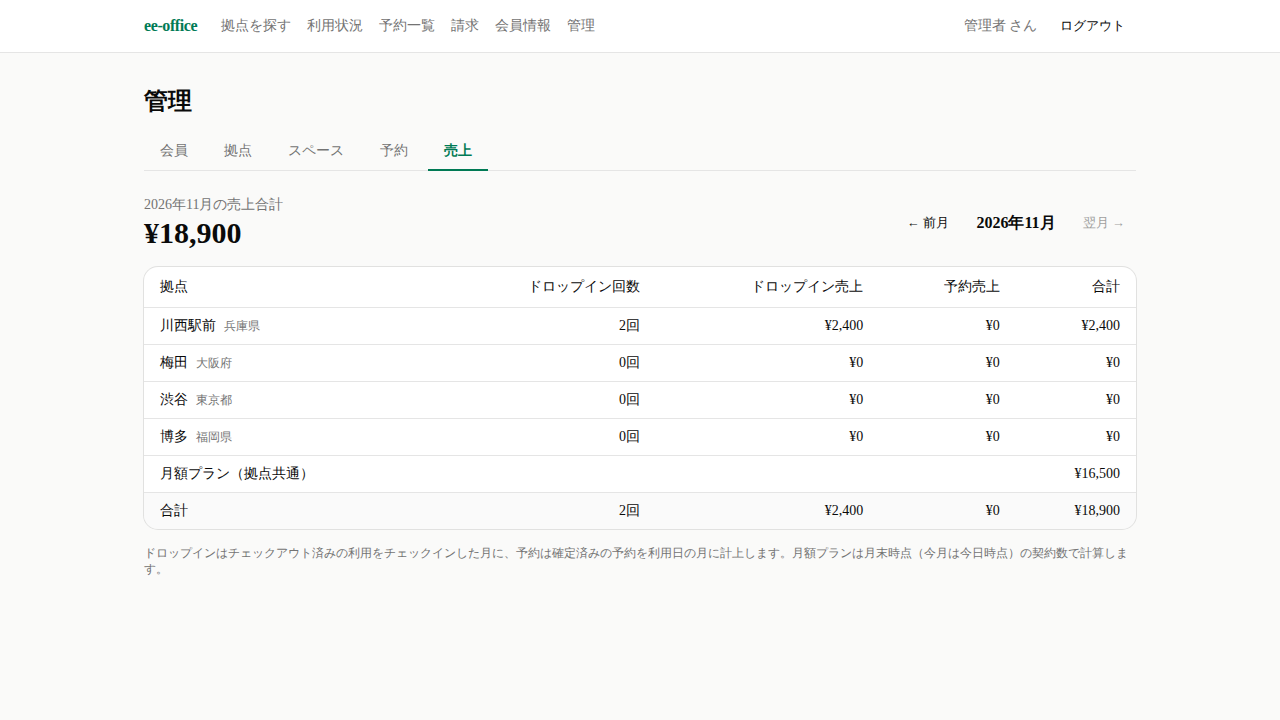 ee-office 拠点を探す 利用状況 予約一覧 請求 会員情報 管理 管理者 さん ログアウト
管理
会員 拠点 スペース 予約 売上
2026年11月の売上合計
¥18,900
← 前月 2026年11月 翌月 →
拠点 ドロップイン回数 ドロップイン売上 予約売上 合計
川西駅前 兵庫県 2回 ¥2,400 ¥0 ¥2,400
梅田 大阪府 0回 ¥0 ¥0 ¥0
渋谷 東京都 0回 ¥0 ¥0 ¥0
博多 福岡県 0回 ¥0 ¥0 ¥0
月額プラン（拠点共通） ¥16,500
合計 2回 ¥2,400 ¥0 ¥18,900
ドロップインはチェックアウト済みの利用をチェックインした月に、予約は確定済みの予約を利用日の月に計上します。月額プランは月末時点（今月は今日時点）の契約数で計算しま
す。